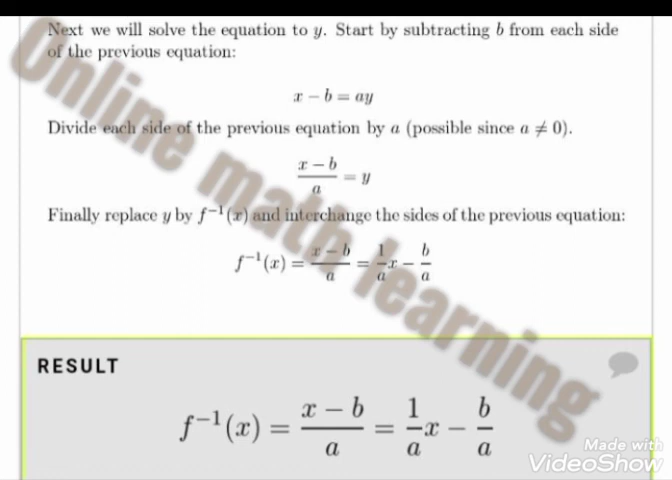 Next we will solve the equation to y. Start by subtracting b from each side
of the previous equation:
x − b = ay
Divide each side of the previous equation by a (possible since a ≠ 0).
x − b
a
= y
Finally replace y by f⁻¹(x) and interchange the sides of the previous equation:
f⁻¹(x) = (x − b)/a = 1/a x − b/a
RESULT
f⁻¹(x) = (x − b)/a = 1/a x − b/a
Online math learning
Made with
VideoShow